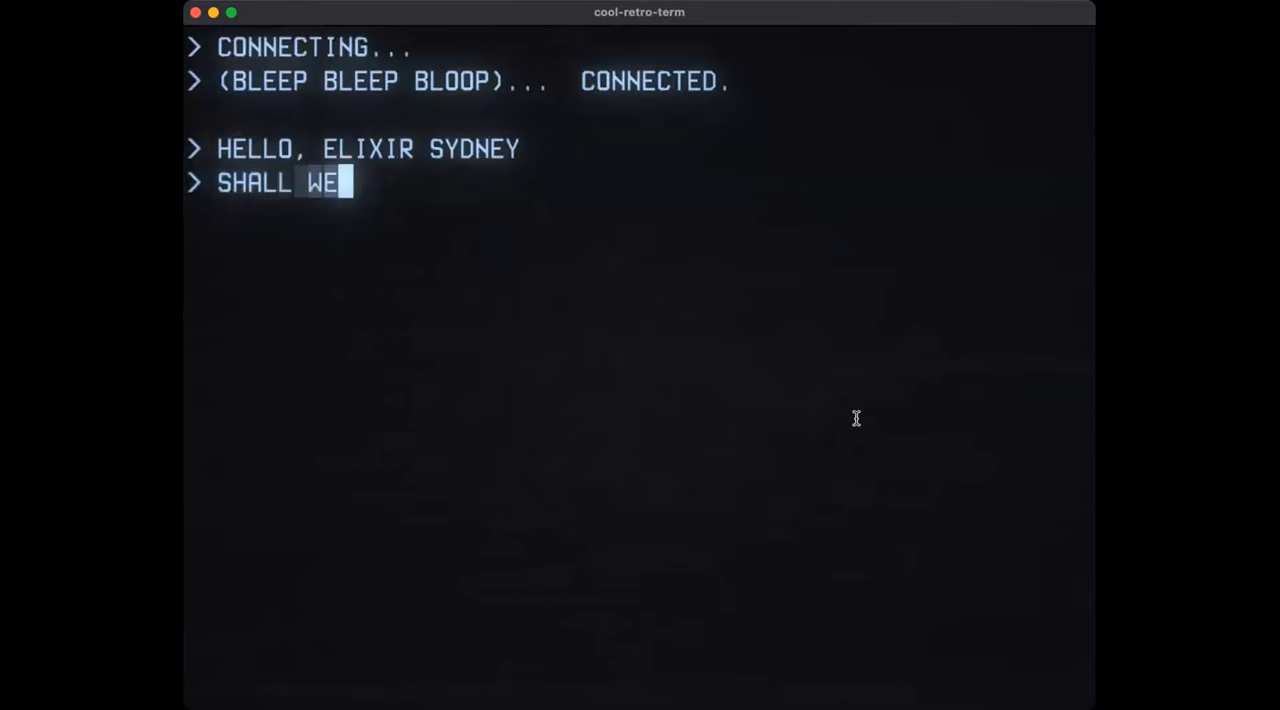 cool-retro-term
> CONNECTING...
> (BLEEP BLEEP BLOOP)...  CONNECTED.
> HELLO, ELIXIR SYDNEY
> SHALL WE